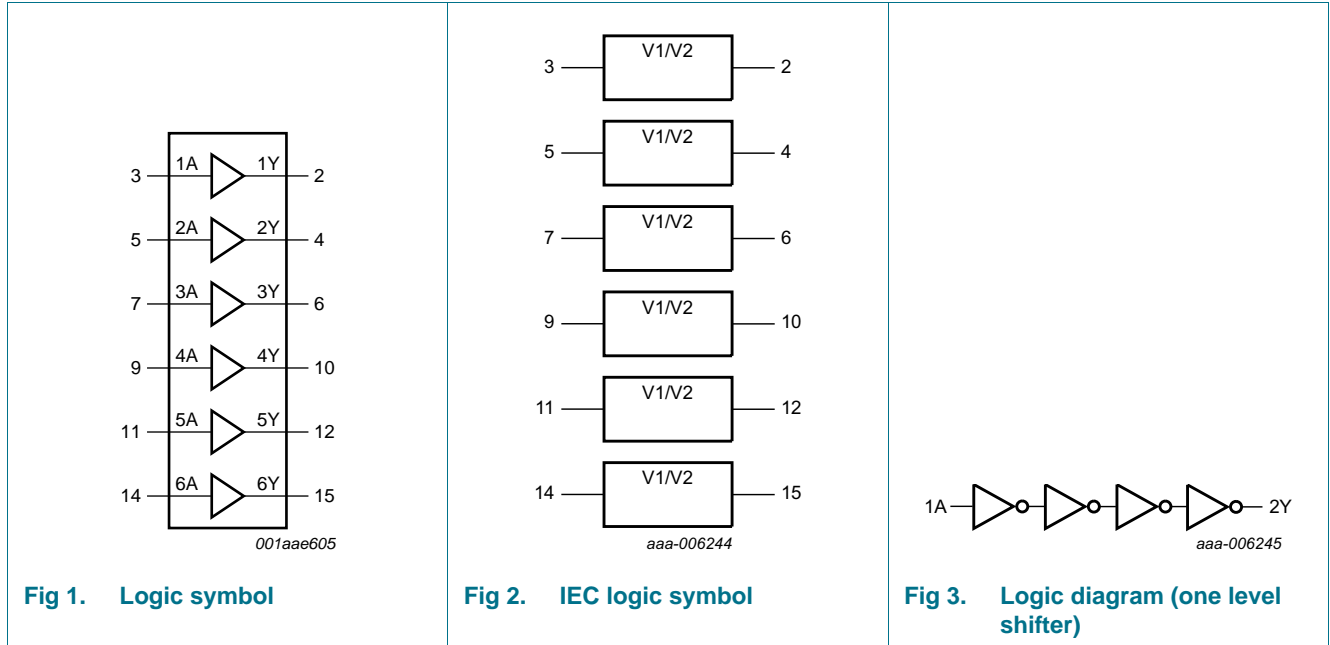 3 1A 1Y 2
5 2A 2Y 4
7 3A 3Y 6
9 4A 4Y 10
11 5A 5Y 12
14 6A 6Y 15
001aae605
Fig 1. Logic symbol
3 V1/V2 2
5 V1/V2 4
7 V1/V2 6
9 V1/V2 10
11 V1/V2 12
14 V1/V2 15
aaa-006244
Fig 2. IEC logic symbol
1A 2Y
aaa-006245
Fig 3. Logic diagram (one level
shifter)